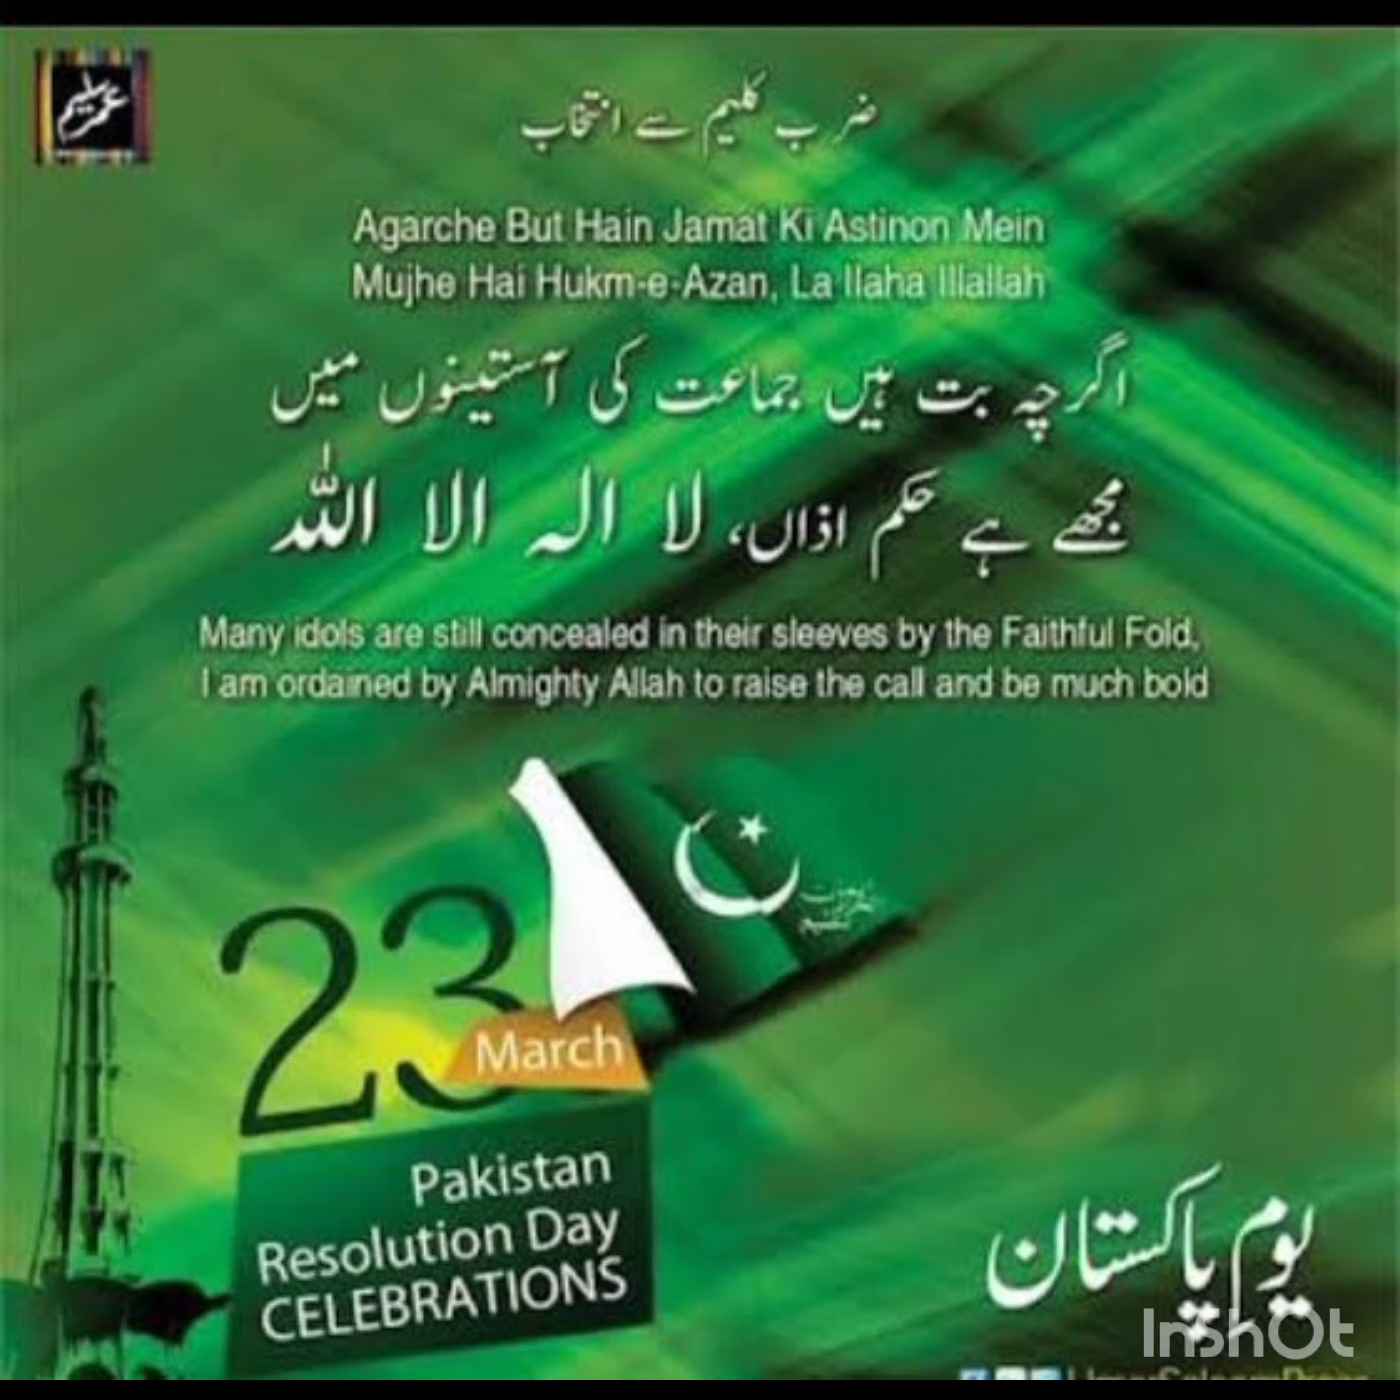 عمر سلیم
ضرب کلیم سے انتخاب
Agarche But Hain Jamat Ki Astinon Mein
Mujhe Hai Hukm-e-Azan, La Ilaha Illallah
اگرچہ بت ہیں جماعت کی آستینوں میں
مجھے ہے حکم اذاں، لا الہ الا اللہ
Many idols are still concealed in their sleeves by the Faithful Fold,
I am ordained by Almighty Allah to raise the call and be much bold
23
March
Pakistan
Resolution Day
CELEBRATIONS
یومِ پاکستان
InShOt